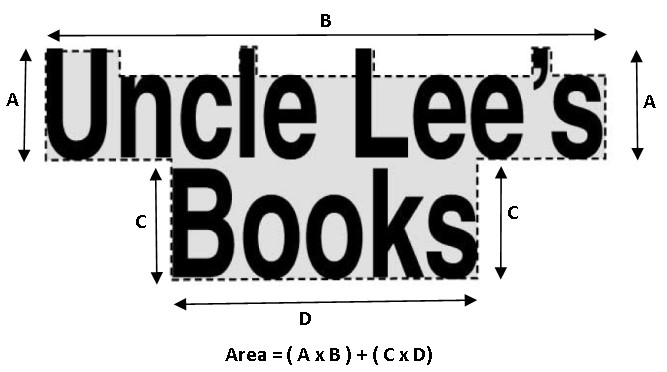 B
A
Uncle Lee's
A
Books
C
C
D
Area = ( A x B ) + ( C x D)